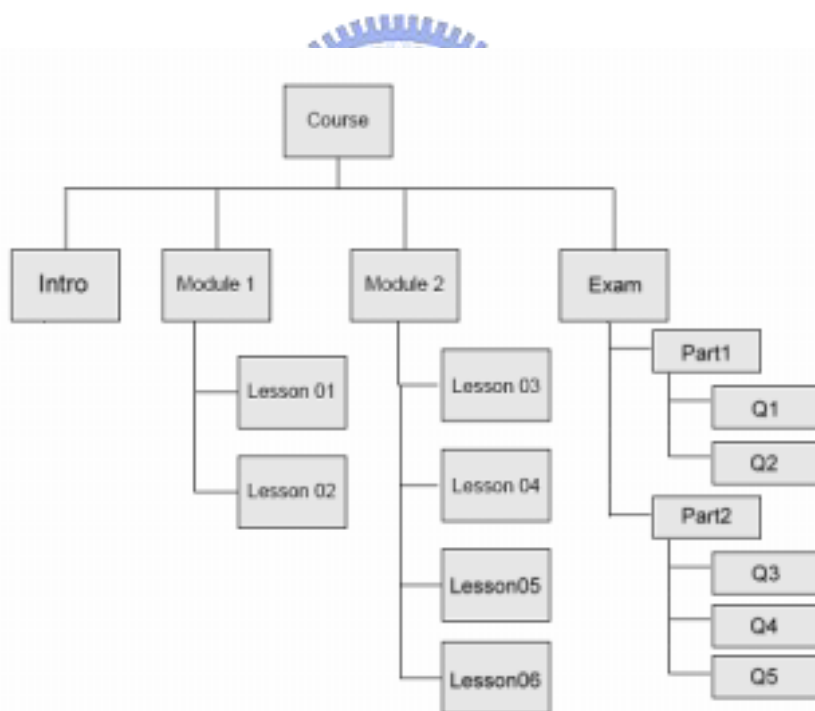 Course
Intro
Module 1
Module 2
Exam
Lesson 01
Lesson 02
Lesson 03
Lesson 04
Lesson05
Lesson06
Part1
Q1
Q2
Part2
Q3
Q4
Q5